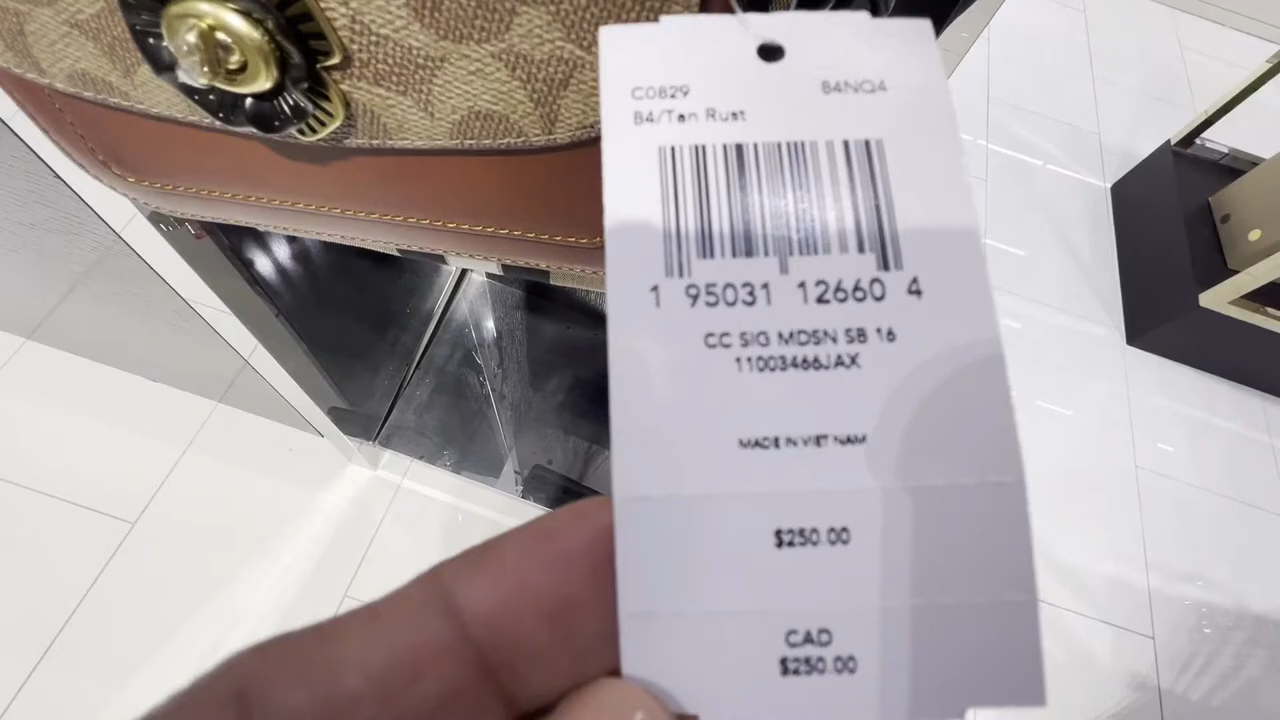 C0829 B4NQ4
B4/Tan Rust
1 95031 12660 4
CC SIG MDSN SB 16
11003466JAX
MADE IN VIET NAM
$250.00
CAD
$250.00